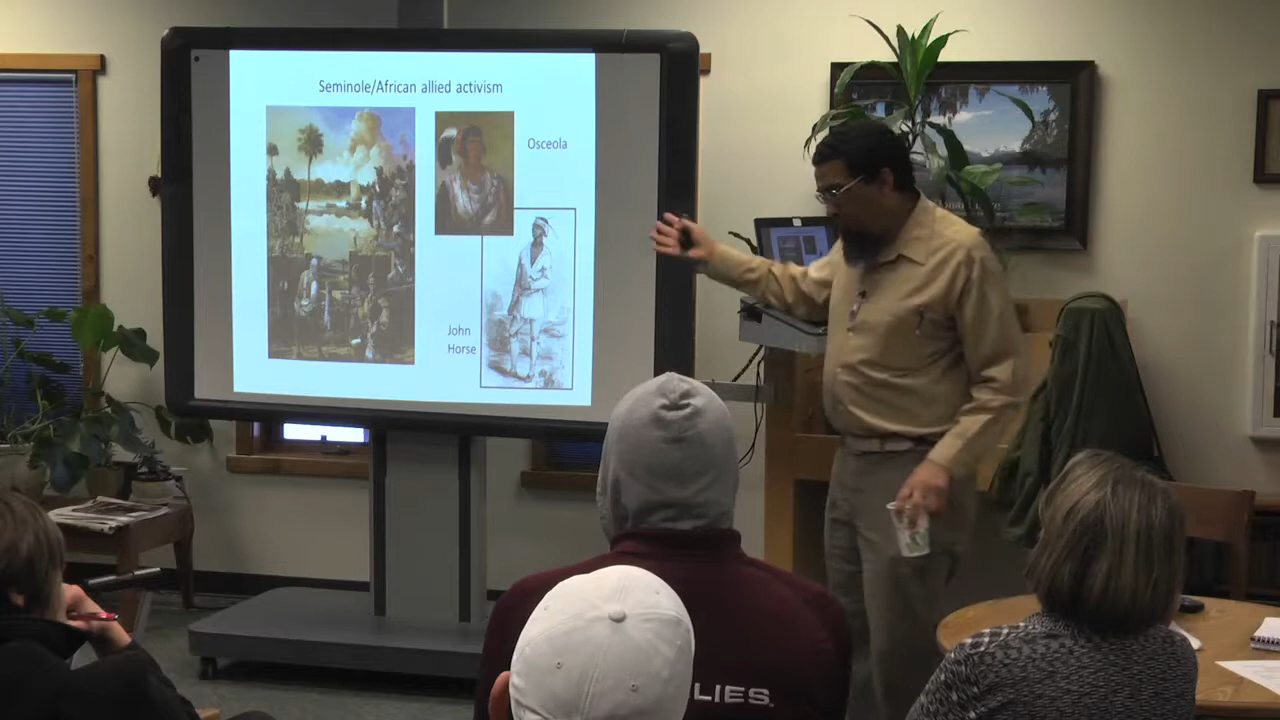 Seminole/African allied activism
Osceola
John
Horse
LIES.